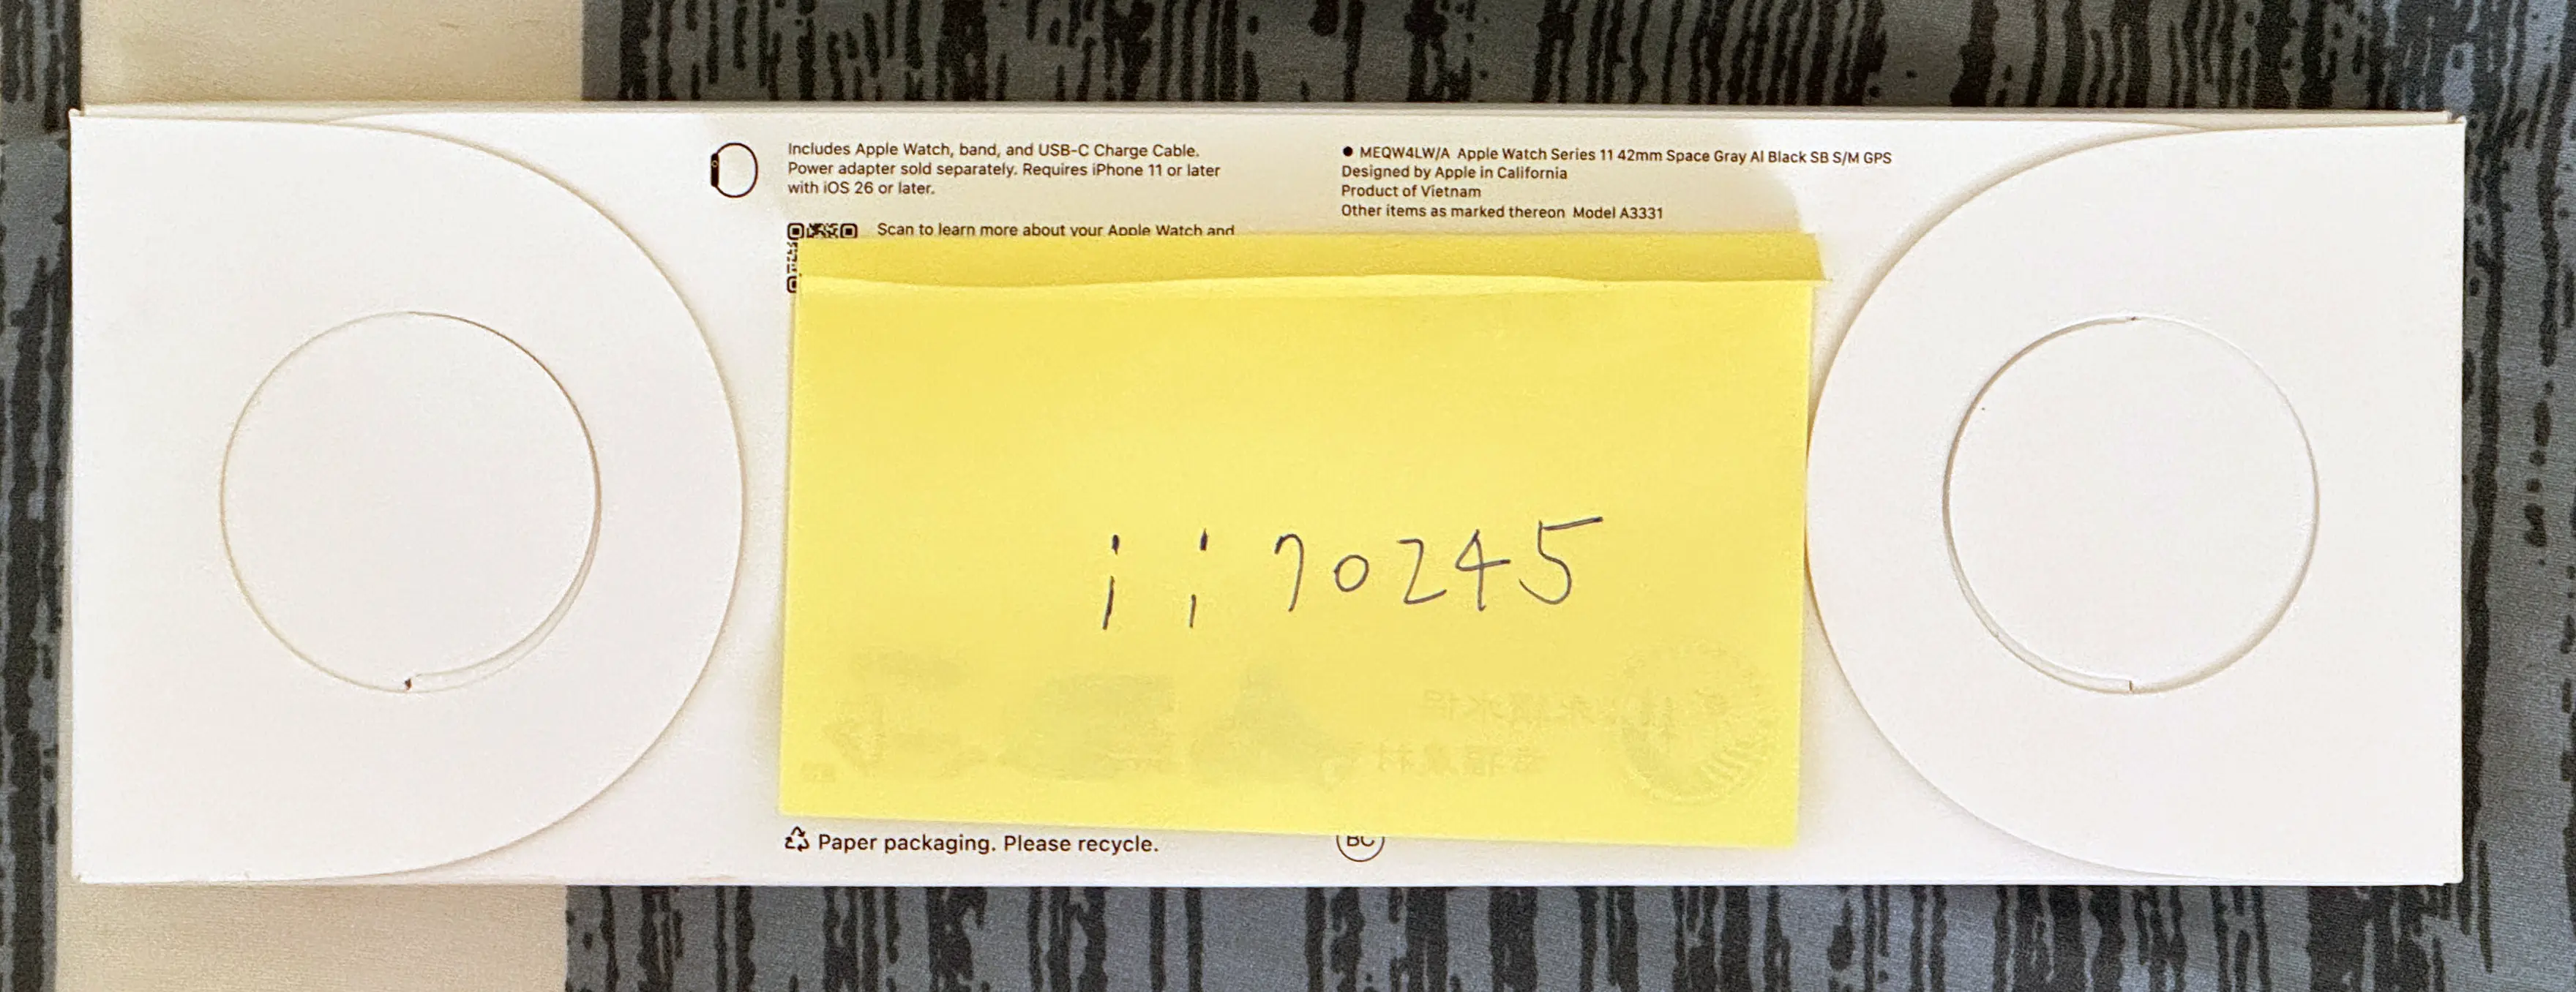 Includes Apple Watch, band, and USB-C Charge Cable.
Power adapter sold separately. Requires iPhone 11 or later
with iOS 26 or later.
Scan to learn more about your Apple Watch and
● MEQW4LW/A Apple Watch Series 11 42mm Space Gray Al Black SB S/M GPS
Designed by Apple in California
Product of Vietnam
Other items as marked thereon Model A3331
ii70245
Paper packaging. Please recycle.
BC